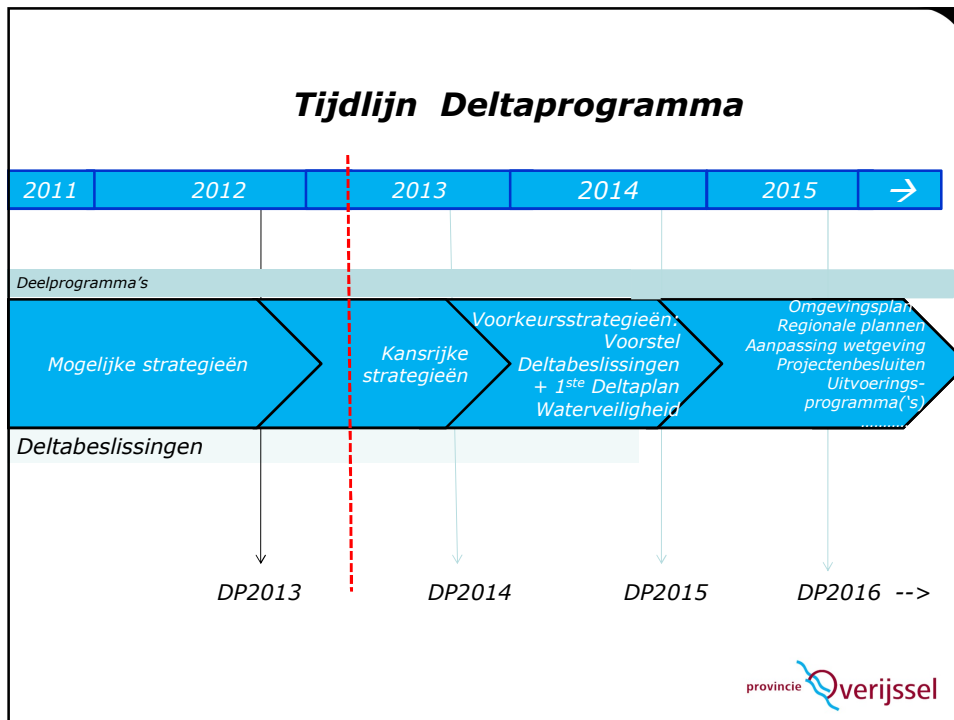 Tijdlijn Deltaprogramma
2011 2012 2013 2014 2015 →
Deelprogramma's
Mogelijke strategieën
Kansrijke
strategieën
Voorkeursstrategieën:
Voorstel
Deltabeslissingen
+ 1ste Deltaplan
Waterveiligheid
Omgevingsplan
Regionale plannen
Aanpassing wetgeving
Projectenbesluiten
Uitvoerings-
programma('s)
..........
Deltabeslissingen
DP2013 DP2014 DP2015 DP2016 -->
provincie Overijssel